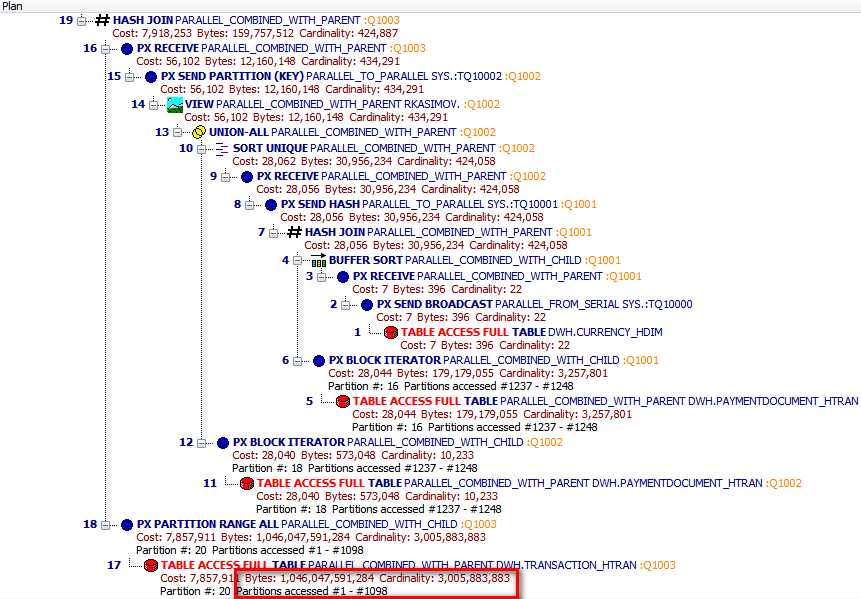 Plan
19 HASH JOIN PARALLEL_COMBINED_WITH_PARENT :Q1003
Cost: 7,918,253 Bytes: 159,757,512 Cardinality: 424,887
16 PX RECEIVE PARALLEL_COMBINED_WITH_PARENT :Q1003
Cost: 56,102 Bytes: 12,160,148 Cardinality: 434,291
15 PX SEND PARTITION (KEY) PARALLEL_TO_PARALLEL SYS.:TQ10002 :Q1002
Cost: 56,102 Bytes: 12,160,148 Cardinality: 434,291
14 VIEW PARALLEL_COMBINED_WITH_PARENT RKASIMOV. :Q1002
Cost: 56,102 Bytes: 12,160,148 Cardinality: 434,291
13 UNION-ALL PARALLEL_COMBINED_WITH_PARENT :Q1002
10 SORT UNIQUE PARALLEL_COMBINED_WITH_PARENT :Q1002
Cost: 28,062 Bytes: 30,956,234 Cardinality: 424,058
9 PX RECEIVE PARALLEL_COMBINED_WITH_PARENT :Q1002
Cost: 28,056 Bytes: 30,956,234 Cardinality: 424,058
8 PX SEND HASH PARALLEL_TO_PARALLEL SYS.:TQ10001 :Q1001
Cost: 28,056 Bytes: 30,956,234 Cardinality: 424,058
7 HASH JOIN PARALLEL_COMBINED_WITH_PARENT :Q1001
Cost: 28,056 Bytes: 30,956,234 Cardinality: 424,058
4 BUFFER SORT PARALLEL_COMBINED_WITH_CHILD :Q1001
3 PX RECEIVE PARALLEL_COMBINED_WITH_PARENT :Q1001
Cost: 7 Bytes: 396 Cardinality: 22
2 PX SEND BROADCAST PARALLEL_FROM_SERIAL SYS.:TQ10000
Cost: 7 Bytes: 396 Cardinality: 22
1 TABLE ACCESS FULL TABLE DWH.CURRENCY_HDIM
Cost: 7 Bytes: 396 Cardinality: 22
6 PX BLOCK ITERATOR PARALLEL_COMBINED_WITH_CHILD :Q1001
Cost: 28,044 Bytes: 179,179,055 Cardinality: 3,257,801
Partition #: 16 Partitions accessed #1237 - #1248
5 TABLE ACCESS FULL TABLE PARALLEL_COMBINED_WITH_PARENT DWH.PAYMENTDOCUMENT_HTRAN
Cost: 28,044 Bytes: 179,179,055 Cardinality: 3,257,801
Partition #: 16 Partitions accessed #1237 - #1248
12 PX BLOCK ITERATOR PARALLEL_COMBINED_WITH_CHILD :Q1002
Cost: 28,040 Bytes: 573,048 Cardinality: 10,233
Partition #: 18 Partitions accessed #1237 - #1248
11 TABLE ACCESS FULL TABLE PARALLEL_COMBINED_WITH_PARENT DWH.PAYMENTDOCUMENT_HTRAN :Q1002
Cost: 28,040 Bytes: 573,048 Cardinality: 10,233
Partition #: 18 Partitions accessed #1237 - #1248
18 PX PARTITION RANGE ALL PARALLEL_COMBINED_WITH_CHILD :Q1003
Cost: 7,857,911 Bytes: 1,046,047,591,284 Cardinality: 3,005,883,883
Partition #: 20 Partitions accessed #1 - #1098
17 TABLE ACCESS FULL TABLE PARALLEL_COMBINED_WITH_PARENT DWH.TRANSACTION_HTRAN :Q1003
Cost: 7,857,911 Bytes: 1,046,047,591,284 Cardinality: 3,005,883,883
Partition #: 20 Partitions accessed #1 - #1098